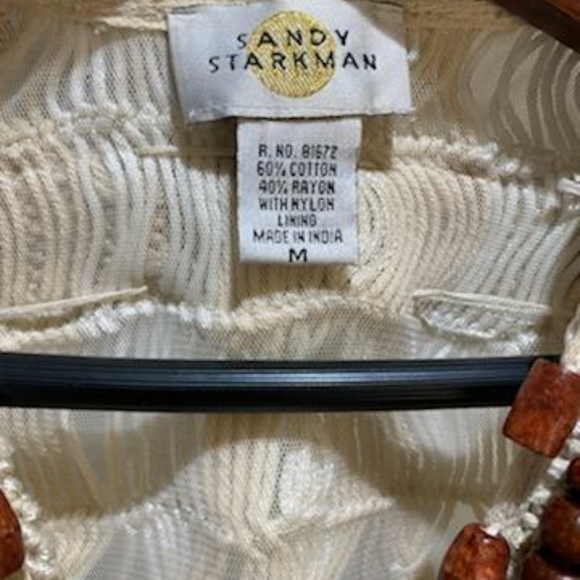 SANDY
STARKMAN
R. NO. 81672
60% COTTON
40% RAYON
WITH NYLON
LINING
MADE IN INDIA
M